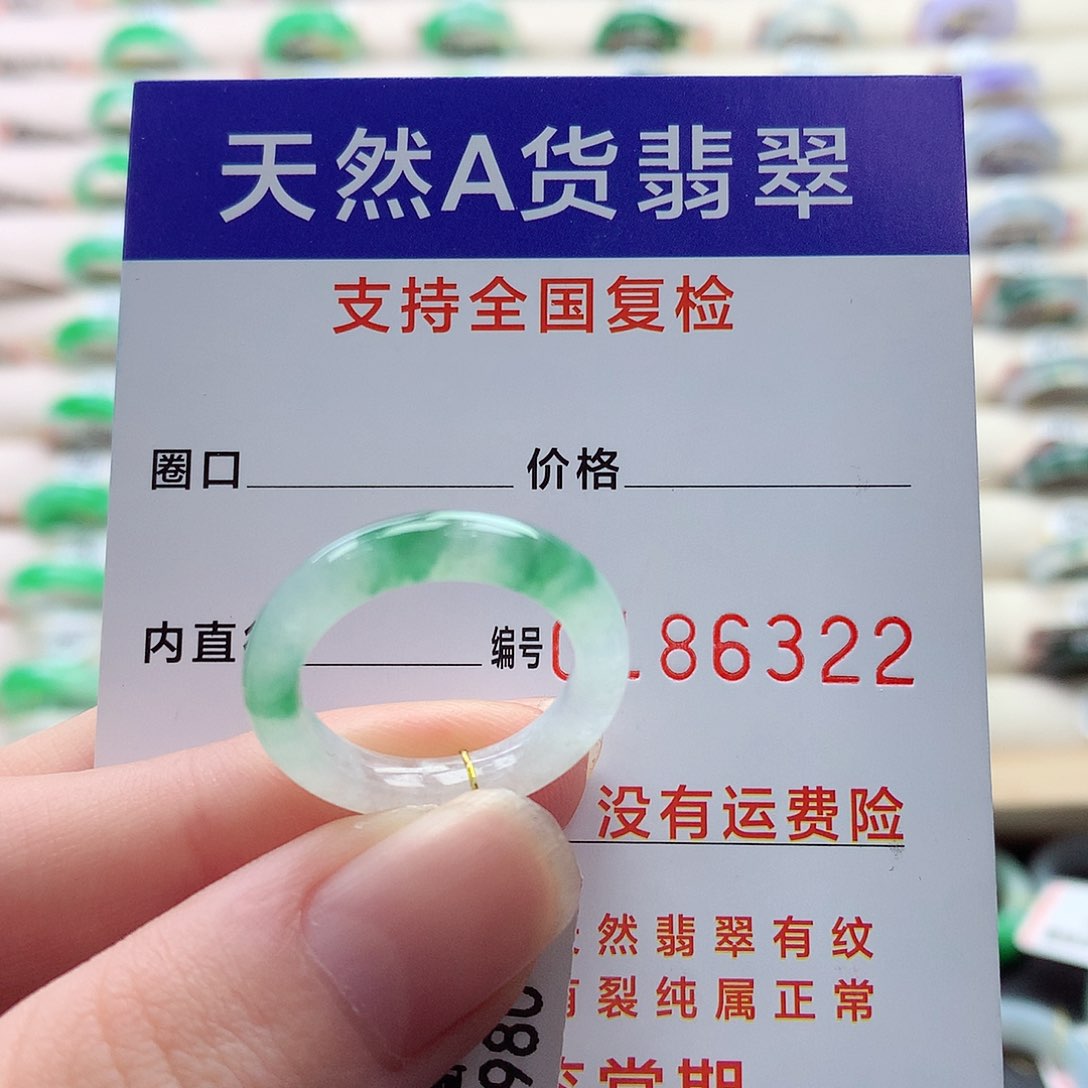 天然A货翡翠
支持全国复检
圈口 价格
内直 编号 86322
没有运费险
然翡翠有纹
裂纯属正常